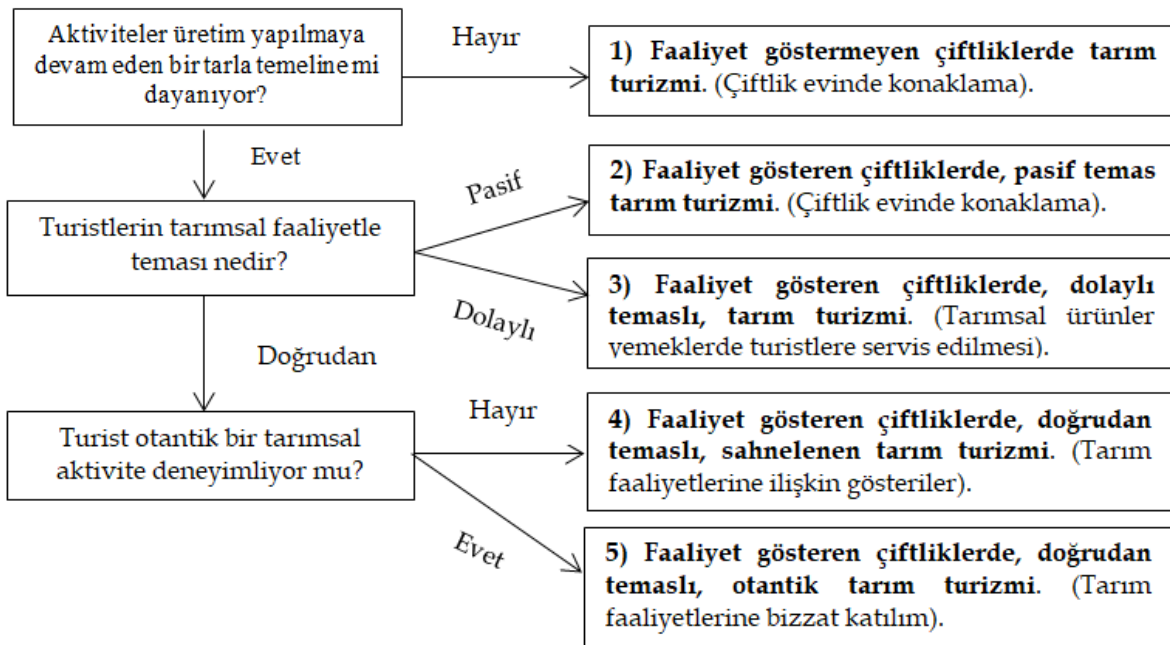 Aktiviteler üretim yapılmaya
devam eden bir tarla temeline mi
dayanıyor?
Hayır
1) Faaliyet göstermeyen çiftliklerde tarım
turizmi. (Çiftlik evinde konaklama).
Evet
Pasif
2) Faaliyet gösteren çiftliklerde, pasif temas
tarım turizmi. (Çiftlik evinde konaklama).
Turistlerin tarımsal faaliyetle
teması nedir?
Dolaylı
3) Faaliyet gösteren çiftliklerde, dolaylı
temaslı, tarım turizmi. (Tarımsal ürünler
yemeklerde turistlere servis edilmesi).
Doğrudan
Turist otantik bir tarımsal
aktivite deneyimliyor mu?
Hayır
4) Faaliyet gösteren çiftliklerde, doğrudan
temaslı, sahnelenen tarım turizmi. (Tarım
faaliyetlerine ilişkin gösteriler).
Evet
5) Faaliyet gösteren çiftliklerde, doğrudan
temaslı, otantik tarım turizmi. (Tarım
faaliyetlerine bizzat katılım).